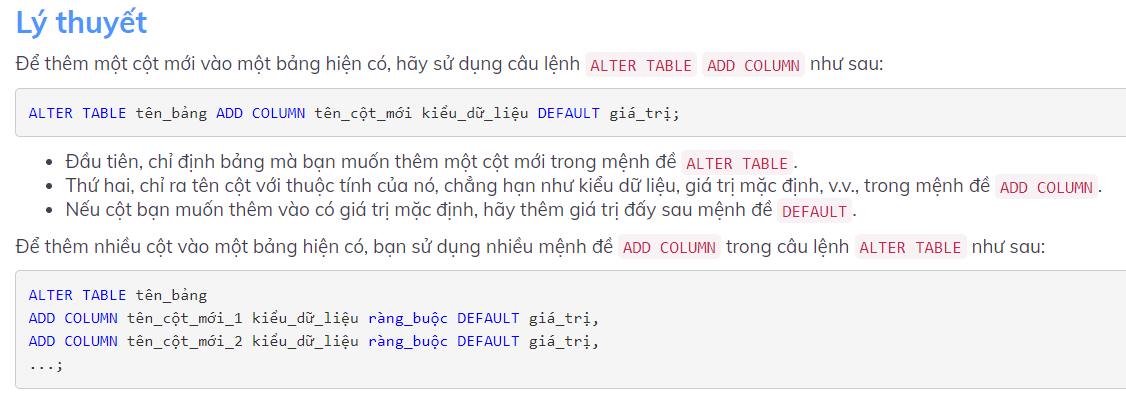 Lý thuyết
Để thêm một cột mới vào một bảng hiện có, hãy sử dụng câu lệnh ALTER TABLE ADD COLUMN như sau:
ALTER TABLE tên_bảng ADD COLUMN tên_cột_mới kiểu_dữ_liệu DEFAULT giá_trị;
• Đầu tiên, chỉ định bảng mà bạn muốn thêm một cột mới trong mệnh đề ALTER TABLE.
• Thứ hai, chỉ ra tên cột với thuộc tính của nó, chẳng hạn như kiểu dữ liệu, giá trị mặc định, v.v., trong mệnh đề ADD COLUMN.
• Nếu cột bạn muốn thêm vào có giá trị mặc định, hãy thêm giá trị đấy sau mệnh đề DEFAULT.
Để thêm nhiều cột vào một bảng hiện có, bạn sử dụng nhiều mệnh đề ADD COLUMN trong câu lệnh ALTER TABLE như sau:
ALTER TABLE tên_bảng
ADD COLUMN tên_cột_mới_1 kiểu_dữ_liệu ràng_buộc DEFAULT giá_trị,
ADD COLUMN tên_cột_mới_2 kiểu_dữ_liệu ràng_buộc DEFAULT giá_trị,
...;